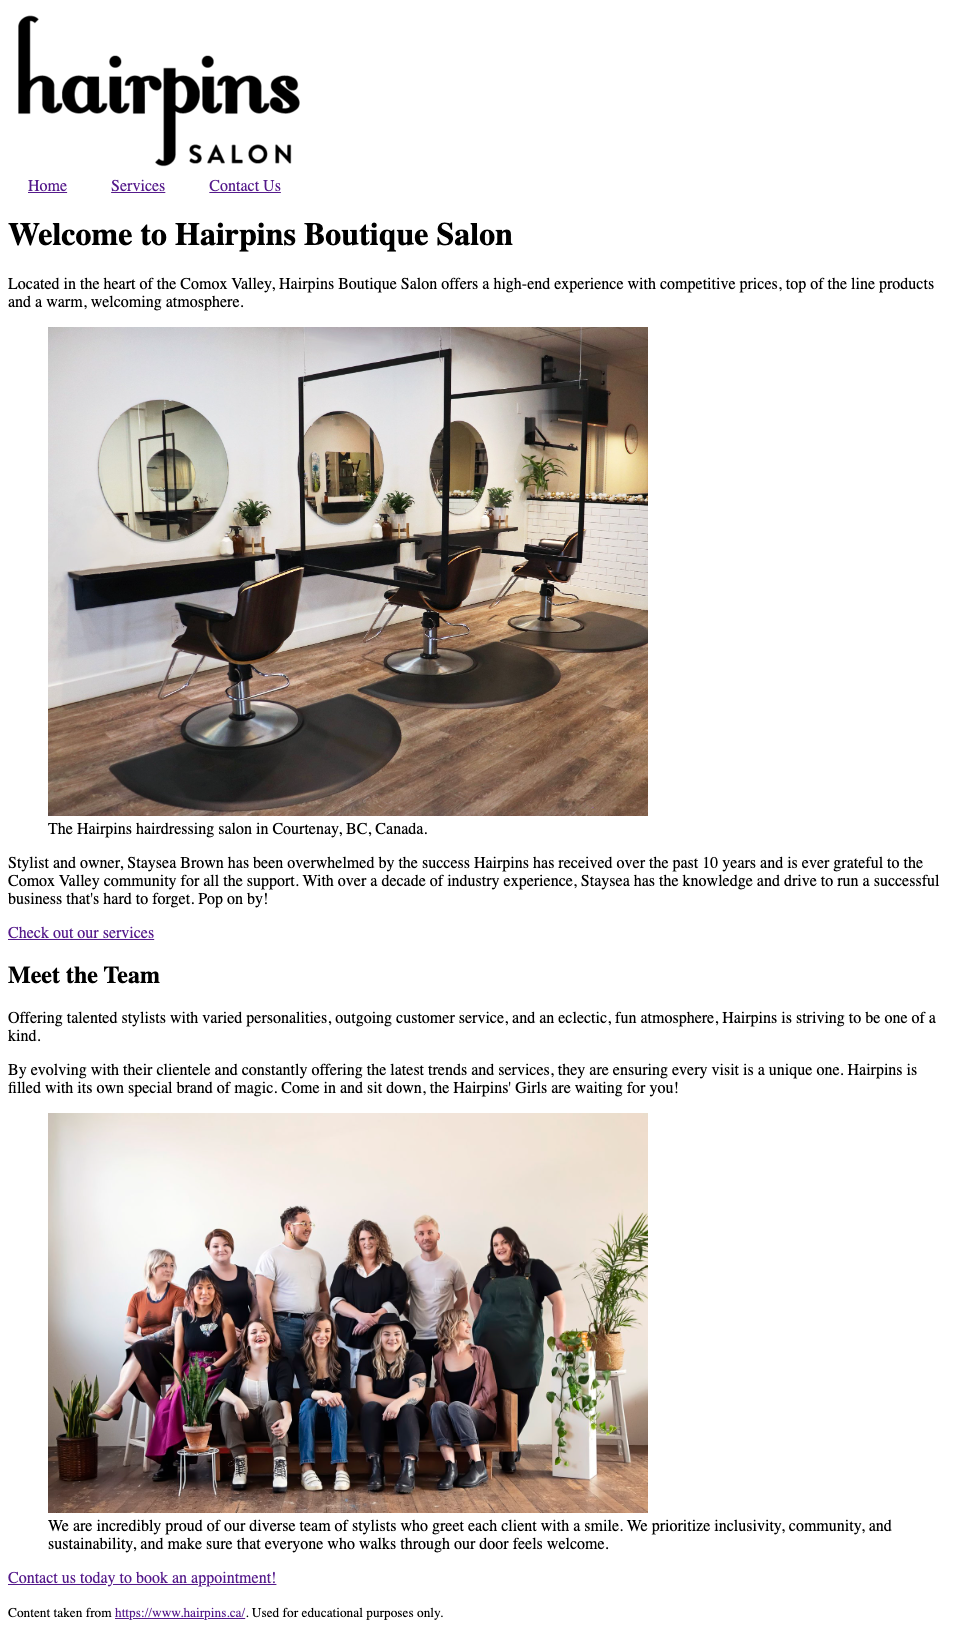 hairpins
SALON
Home Services Contact Us
Welcome to Hairpins Boutique Salon
Located in the heart of the Comox Valley, Hairpins Boutique Salon offers a high-end experience with competitive prices, top of the line products
and a warm, welcoming atmosphere.
The Hairpins hairdressing salon in Courtenay, BC, Canada.
Stylist and owner, Staysea Brown has been overwhelmed by the success Hairpins has received over the past 10 years and is ever grateful to the
Comox Valley community for all the support. With over a decade of industry experience, Staysea has the knowledge and drive to run a successful
business that's hard to forget. Pop on by!
Check out our services
Meet the Team
Offering talented stylists with varied personalities, outgoing customer service, and an eclectic, fun atmosphere, Hairpins is striving to be one of a
kind.
By evolving with their clientele and constantly offering the latest trends and services, they are ensuring every visit is a unique one. Hairpins is
filled with its own special brand of magic. Come in and sit down, the Hairpins' Girls are waiting for you!
We are incredibly proud of our diverse team of stylists who greet each client with a smile. We prioritize inclusivity, community, and
sustainability, and make sure that everyone who walks through our door feels welcome.
Contact us today to book an appointment!
Content taken from https://www.hairpins.ca/. Used for educational purposes only.